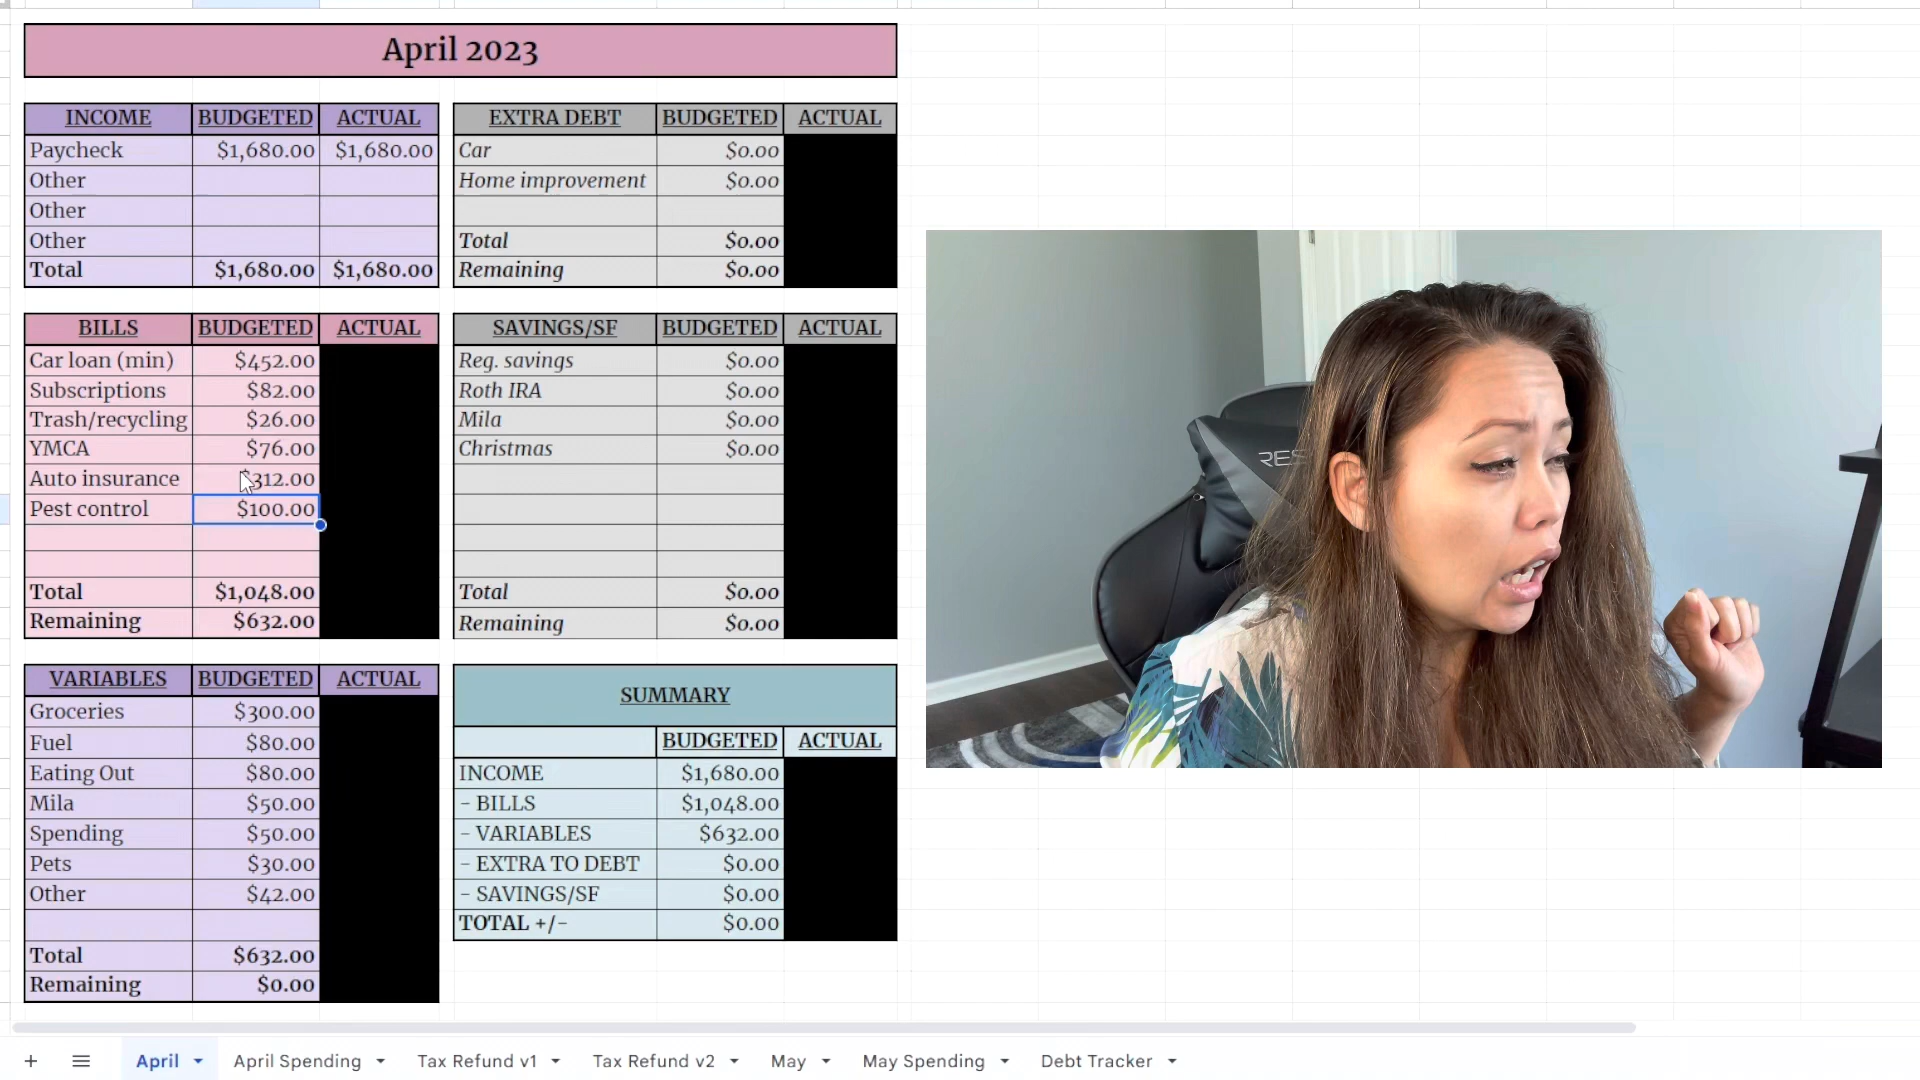 April 2023
INCOME BUDGETED ACTUAL
Paycheck $1,680.00 $1,680.00
Other
Other
Other
Total $1,680.00 $1,680.00
EXTRA DEBT BUDGETED ACTUAL
Car $0.00
Home improvement $0.00
Total $0.00
Remaining $0.00
BILLS BUDGETED ACTUAL
Car loan (min) $452.00
Subscriptions $82.00
Trash/recycling $26.00
YMCA $76.00
Auto insurance $312.00
Pest control $100.00
Total $1,048.00
Remaining $632.00
SAVINGS/SF BUDGETED ACTUAL
Reg. savings $0.00
Roth IRA $0.00
Mila $0.00
Christmas $0.00
Total $0.00
Remaining $0.00
VARIABLES BUDGETED ACTUAL
Groceries $300.00
Fuel $80.00
Eating Out $80.00
Mila $50.00
Spending $50.00
Pets $30.00
Other $42.00
Total $632.00
Remaining $0.00
SUMMARY
BUDGETED ACTUAL
INCOME $1,680.00
- BILLS $1,048.00
- VARIABLES $632.00
- EXTRA TO DEBT $0.00
- SAVINGS/SF $0.00
TOTAL +/- $0.00
April April Spending Tax Refund v1 Tax Refund v2 May May Spending Debt Tracker